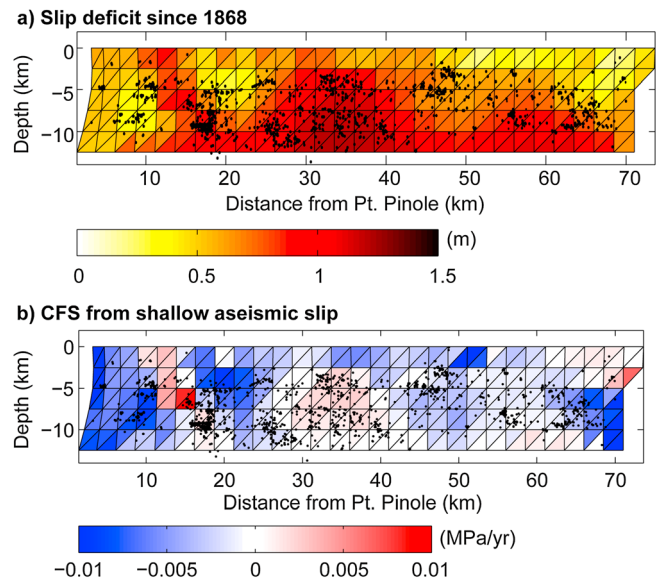 a) Slip deficit since 1868
0
−5
−10
Depth (km)
10 20 30 40 50 60 70
Distance from Pt. Pinole (km)
(m)
0 0.5 1 1.5
b) CFS from shallow aseismic slip
0
−5
−10
Depth (km)
10 20 30 40 50 60 70
Distance from Pt. Pinole (km)
(MPa/yr)
−0.01 −0.005 0 0.005 0.01